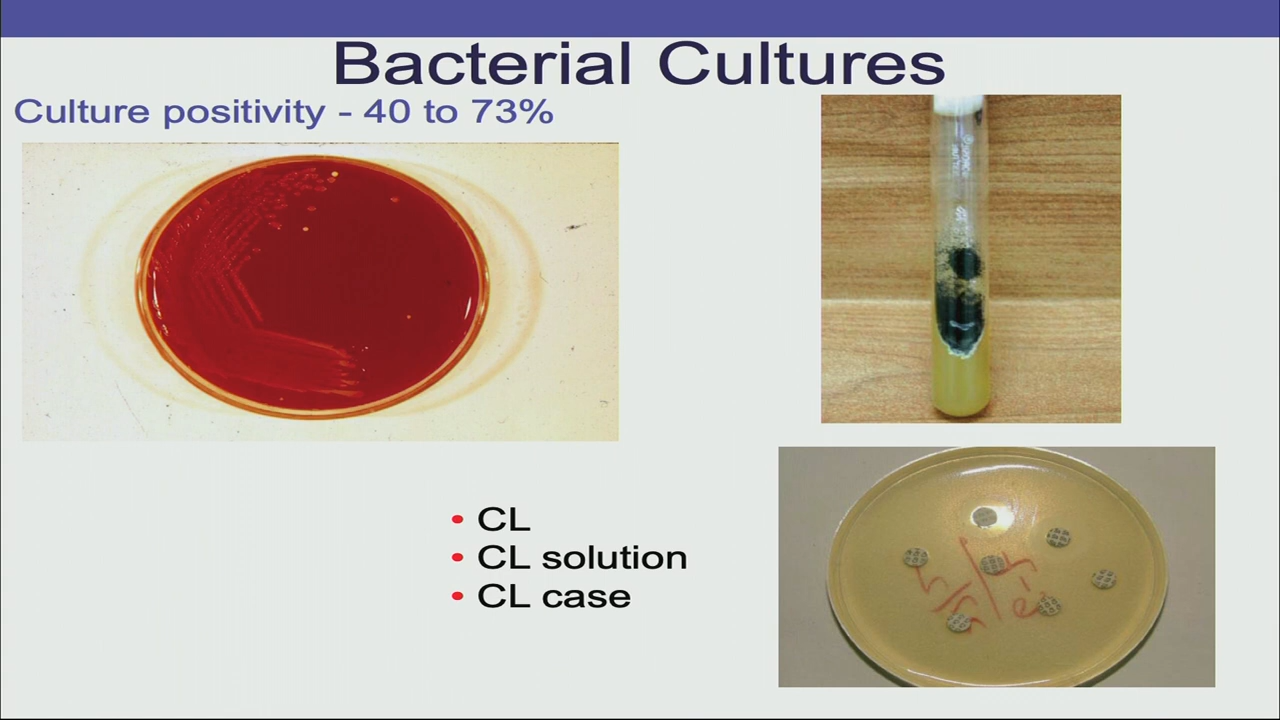 Bacterial Cultures
Culture positivity - 40 to 73%
• CL
• CL solution
• CL case